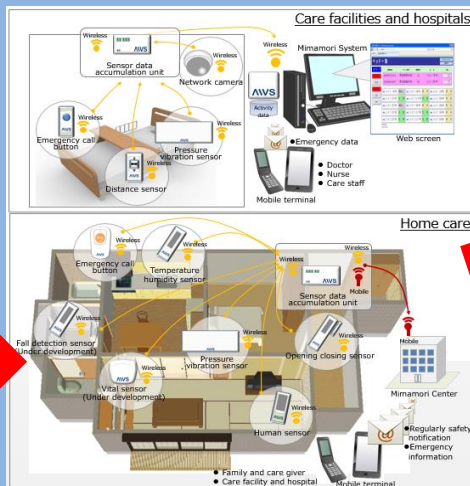 Care facilities and hospitals
Wireless
AIVS
Sensor data
accumulation unit
Wireless
Network camera
Wireless
AIVS
Activity
data
Mimamori System
Web screen
Wireless
AIVS
Emergency call
button
Wireless
AIVS
Pressure
vibration sensor
Wireless
Distance sensor
●Emergency data
● Doctor
● Nurse
● Care staff
Mobile terminal
Home care
Wireless
Emergency call
button
Wireless
Temperature
humidity sensor
Wireless
Wireless
Sensor data
accumulation unit
Mobile
Wireless
Fall detection sensor
(Under development)
Wireless
Pressure
vibration sensor
Wireless
Opening closing sensor
Mobile
Mimamori Center
AIVS
Wireless
Vital sensor
(Under development)
Wireless
Human sensor
●Regularly safety
notification
●Emergency
information
● Family and care giver
● Care facility and hospital
Mobile terminal